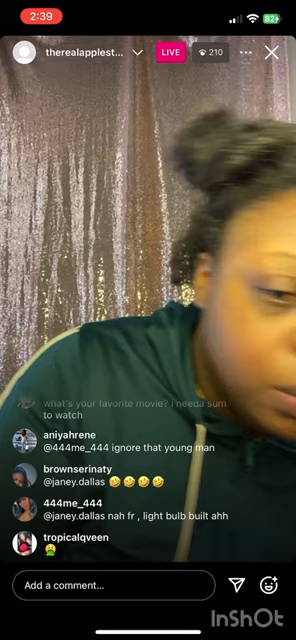 2:39
82
therealapplest...
LIVE
210
what's your favorite movie? i needa sum
to watch
aniyahrene
@444me_444 ignore that young man
brownserinaty
@janey.dallas 🤣 🤣 🤣 🤣
444me_444
@janey.dallas nah fr , light bulb built ahh
tropicalqveen
🤮
Add a comment...
InShOt